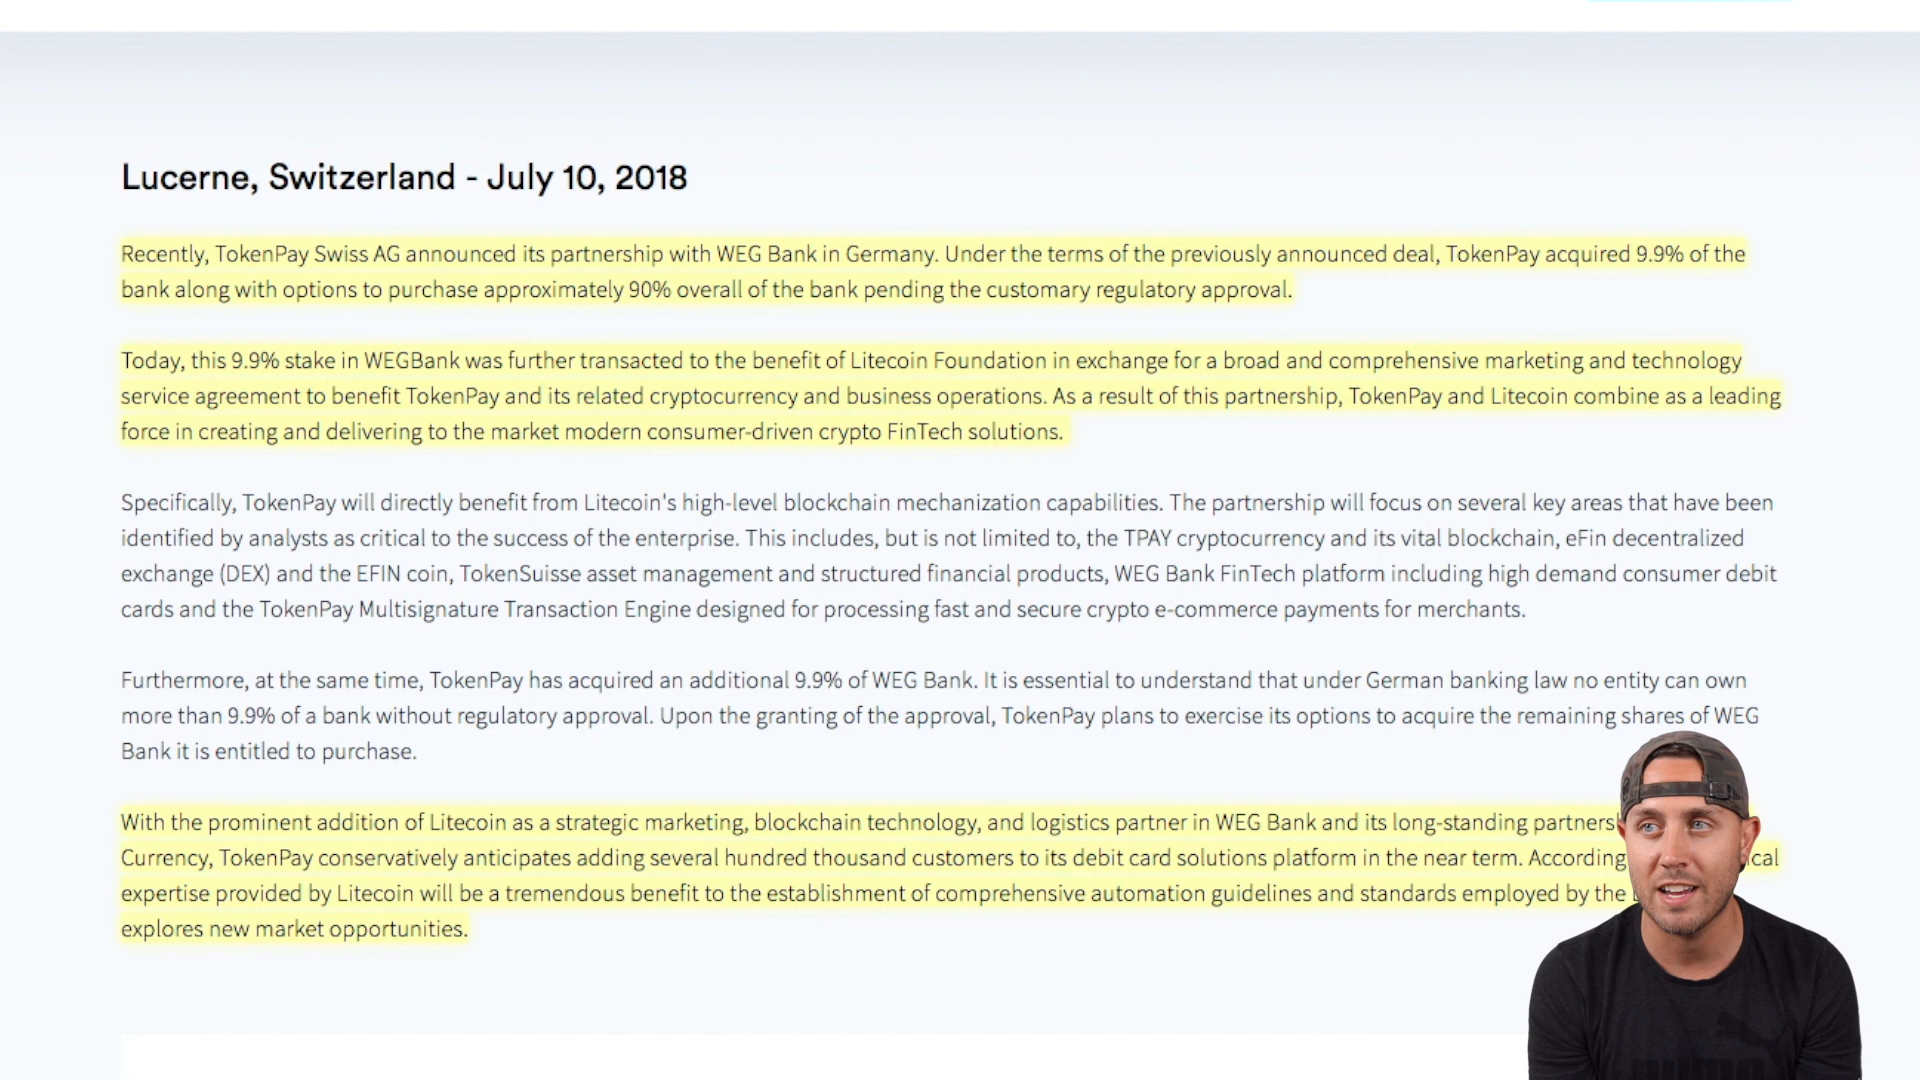 Lucerne, Switzerland - July 10, 2018
Recently, TokenPay Swiss AG announced its partnership with WEG Bank in Germany. Under the terms of the previously announced deal, TokenPay acquired 9.9% of the
bank along with options to purchase approximately 90% overall of the bank pending the customary regulatory approval.
Today, this 9.9% stake in WEGBank was further transacted to the benefit of Litecoin Foundation in exchange for a broad and comprehensive marketing and technology
service agreement to benefit TokenPay and its related cryptocurrency and business operations. As a result of this partnership, TokenPay and Litecoin combine as a leading
force in creating and delivering to the market modern consumer-driven crypto FinTech solutions.
Specifically, TokenPay will directly benefit from Litecoin's high-level blockchain mechanization capabilities. The partnership will focus on several key areas that have been
identified by analysts as critical to the success of the enterprise. This includes, but is not limited to, the TPAY cryptocurrency and its vital blockchain, eFin decentralized
exchange (DEX) and the EFIN coin, TokenSuisse asset management and structured financial products, WEG Bank FinTech platform including high demand consumer debit
cards and the TokenPay Multisignature Transaction Engine designed for processing fast and secure crypto e-commerce payments for merchants.
Furthermore, at the same time, TokenPay has acquired an additional 9.9% of WEG Bank. It is essential to understand that under German banking law no entity can own
more than 9.9% of a bank without regulatory approval. Upon the granting of the approval, TokenPay plans to exercise its options to acquire the remaining shares of WEG
Bank it is entitled to purchase.
With the prominent addition of Litecoin as a strategic marketing, blockchain technology, and logistics partner in WEG Bank and its long-standing
Currency, TokenPay conservatively anticipates adding several hundred thousand customers to its debit card solutions platform in the near term.
expertise provided by Litecoin will be a tremendous benefit to the establishment of comprehensive automation guidelines and standards employed by the
explores new market opportunities.